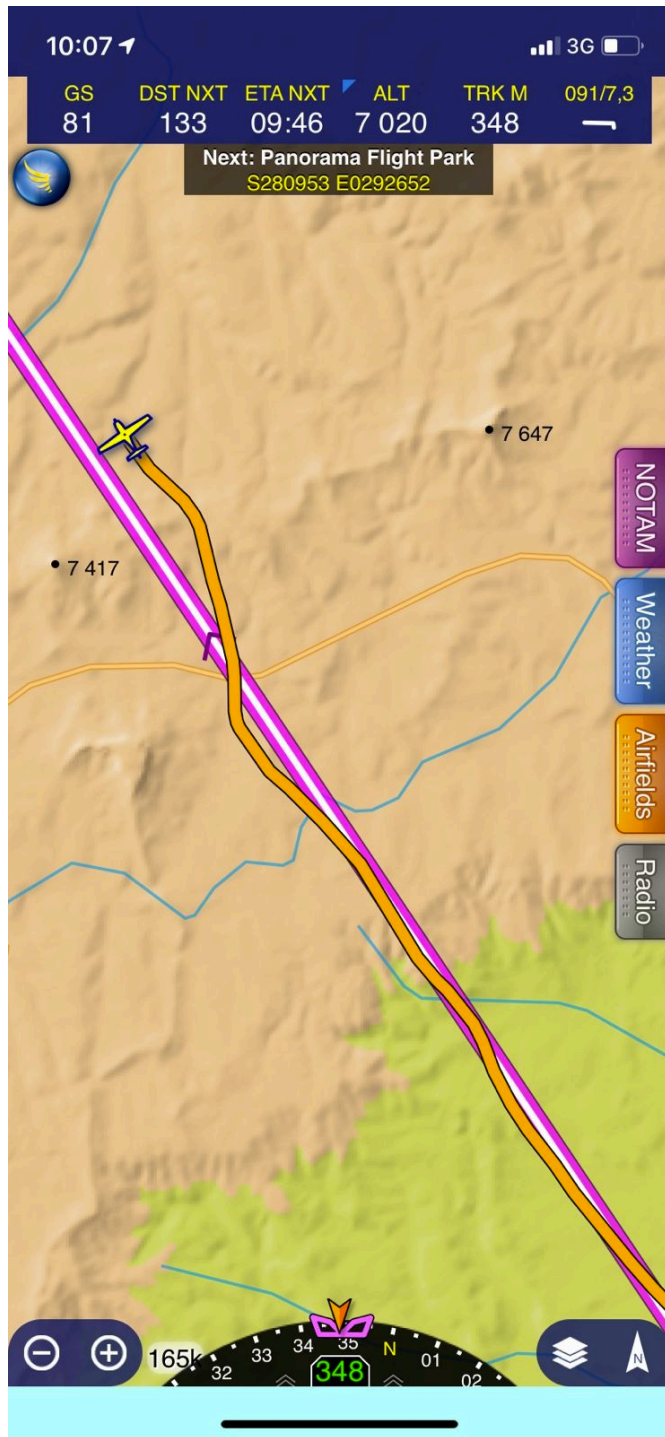 10:07 3G
GS DST NXT ETA NXT ALT TRK M 091/7,3
81 133 09:46 7 020 348
Next: Panorama Flight Park
S280953 E0292652
7 647
NOTAM
7 417
Weather
Airfields
Radio
165k
32 33 34 35 N 01 02
348
N